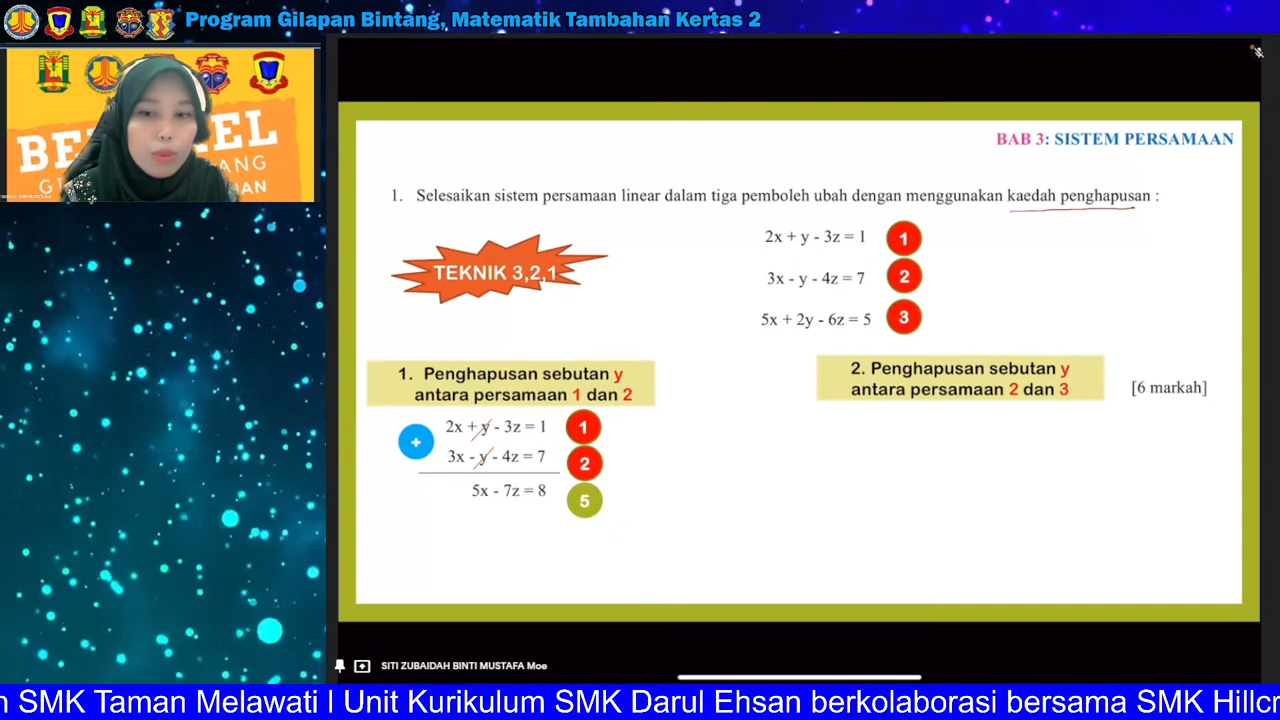 Program Gilapan Bintang, Matematik Tambahan Kertas 2
BAB 3: SISTEM PERSAMAAN
1. Selesaikan sistem persamaan linear dalam tiga pemboleh ubah dengan menggunakan kaedah penghapusan :
2x + y - 3z = 1 1
TEKNIK 3,2,1
3x - y - 4z = 7 2
5x + 2y - 6z = 5 3
1. Penghapusan sebutan y
antara persamaan 1 dan 2
2. Penghapusan sebutan y
antara persamaan 2 dan 3
[6 markah]
2x + y - 3z = 1 1
+
3x - y - 4z = 7 2
5x - 7z = 8 5
SITI ZUBAIDAH BINTI MUSTAFA Moe
SMK Taman Melawati l Unit Kurikulum SMK Darul Ehsan berkolaborasi bersama SMK